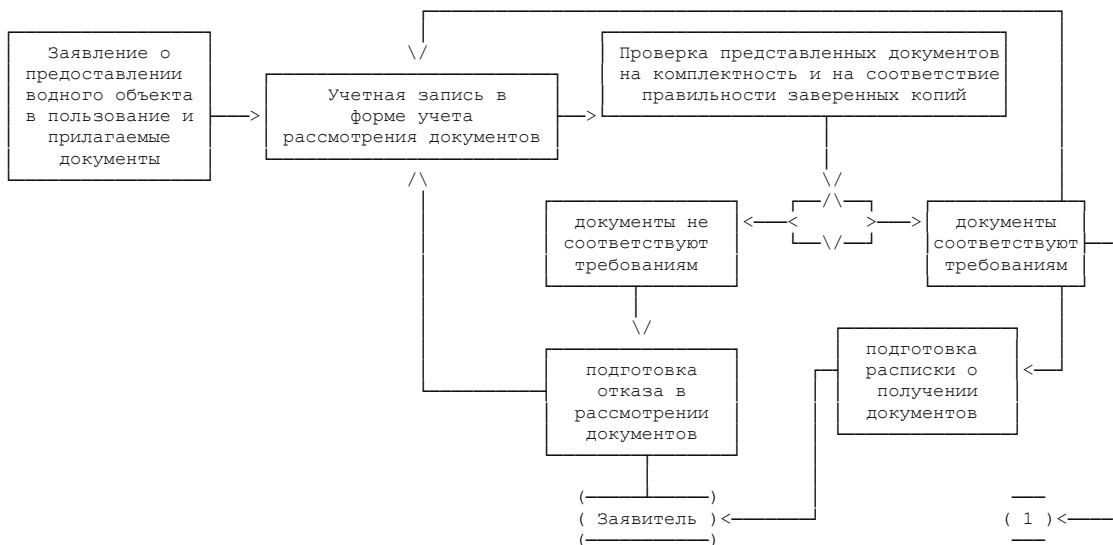 Заявление о
предоставлении
водного объекта
в пользование и
прилагаемые
документы
Учетная запись в
форме учета
рассмотрения документов
Проверка представленных документов
на комплектность и на соответствие
правильности заверенных копий
документы не
соответствуют
требованиям
документы
соответствуют
требованиям
подготовка
отказа в
рассмотрении
документов
подготовка
расписки о
получении
документов
( Заявитель )
( 1 )